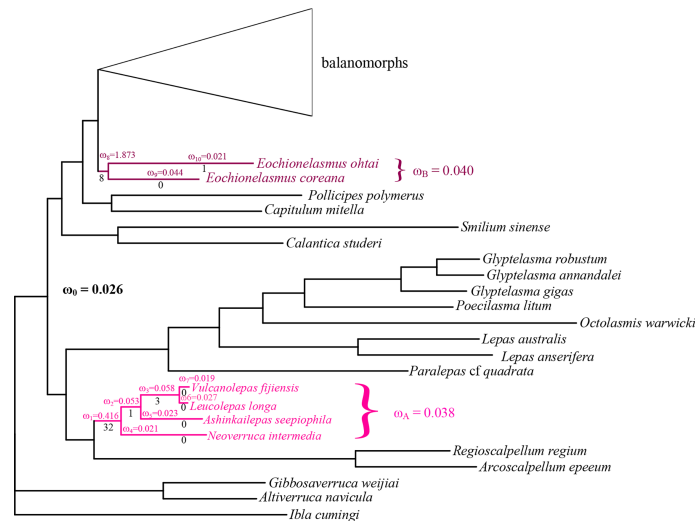 balanomorphs
ω8=1.873
ω10=0.021
1
Eochionelasmus ohtai
8
ω9=0.044
0
Eochionelasmus coreana
} ωB = 0.040
Pollicipes polymerus
Capitulum mitella
Smilium sinense
Calantica studeri
ω0 = 0.026
Glyptelasma robustum
Glyptelasma annandalei
Glyptelasma gigas
Poecilasma litum
Octolasmis warwicki
Lepas australis
Lepas anserifera
Paralepas cf quadrata
ω7=0.019
0
Vulcanolepas fijiensis
ω3=0.058
3
ω6=0.027
0
Leucolepas longa
ω2=0.053
1
ω5=0.023
0
Ashinkailepas seepiophila
ω1=0.416
32
ω4=0.021
0
Neoverruca intermedia
} ωA = 0.038
Regioscalpellum regium
Arcoscalpellum epeeum
Gibbosaverruca weijiai
Altiverruca navicula
Ibla cumingi